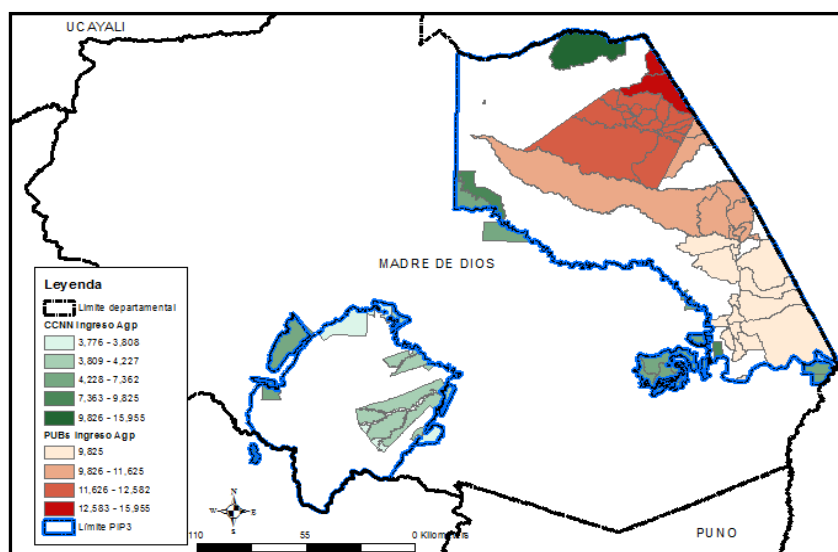 UCAYALI
MADRE DE DIOS
Leyenda
Límite departamental
CCNN Ingreso Agp
3,776 - 3,808
3,809 - 4,227
4,228 - 7,362
7,363 - 9,825
9,826 - 15,955
PUBs Ingreso Agp
9,825
9,826 - 11,625
11,626 - 12,582
12,583 - 15,955
Límite PIP3
N
W E
S
110 55 0 Kilometers
PUNO